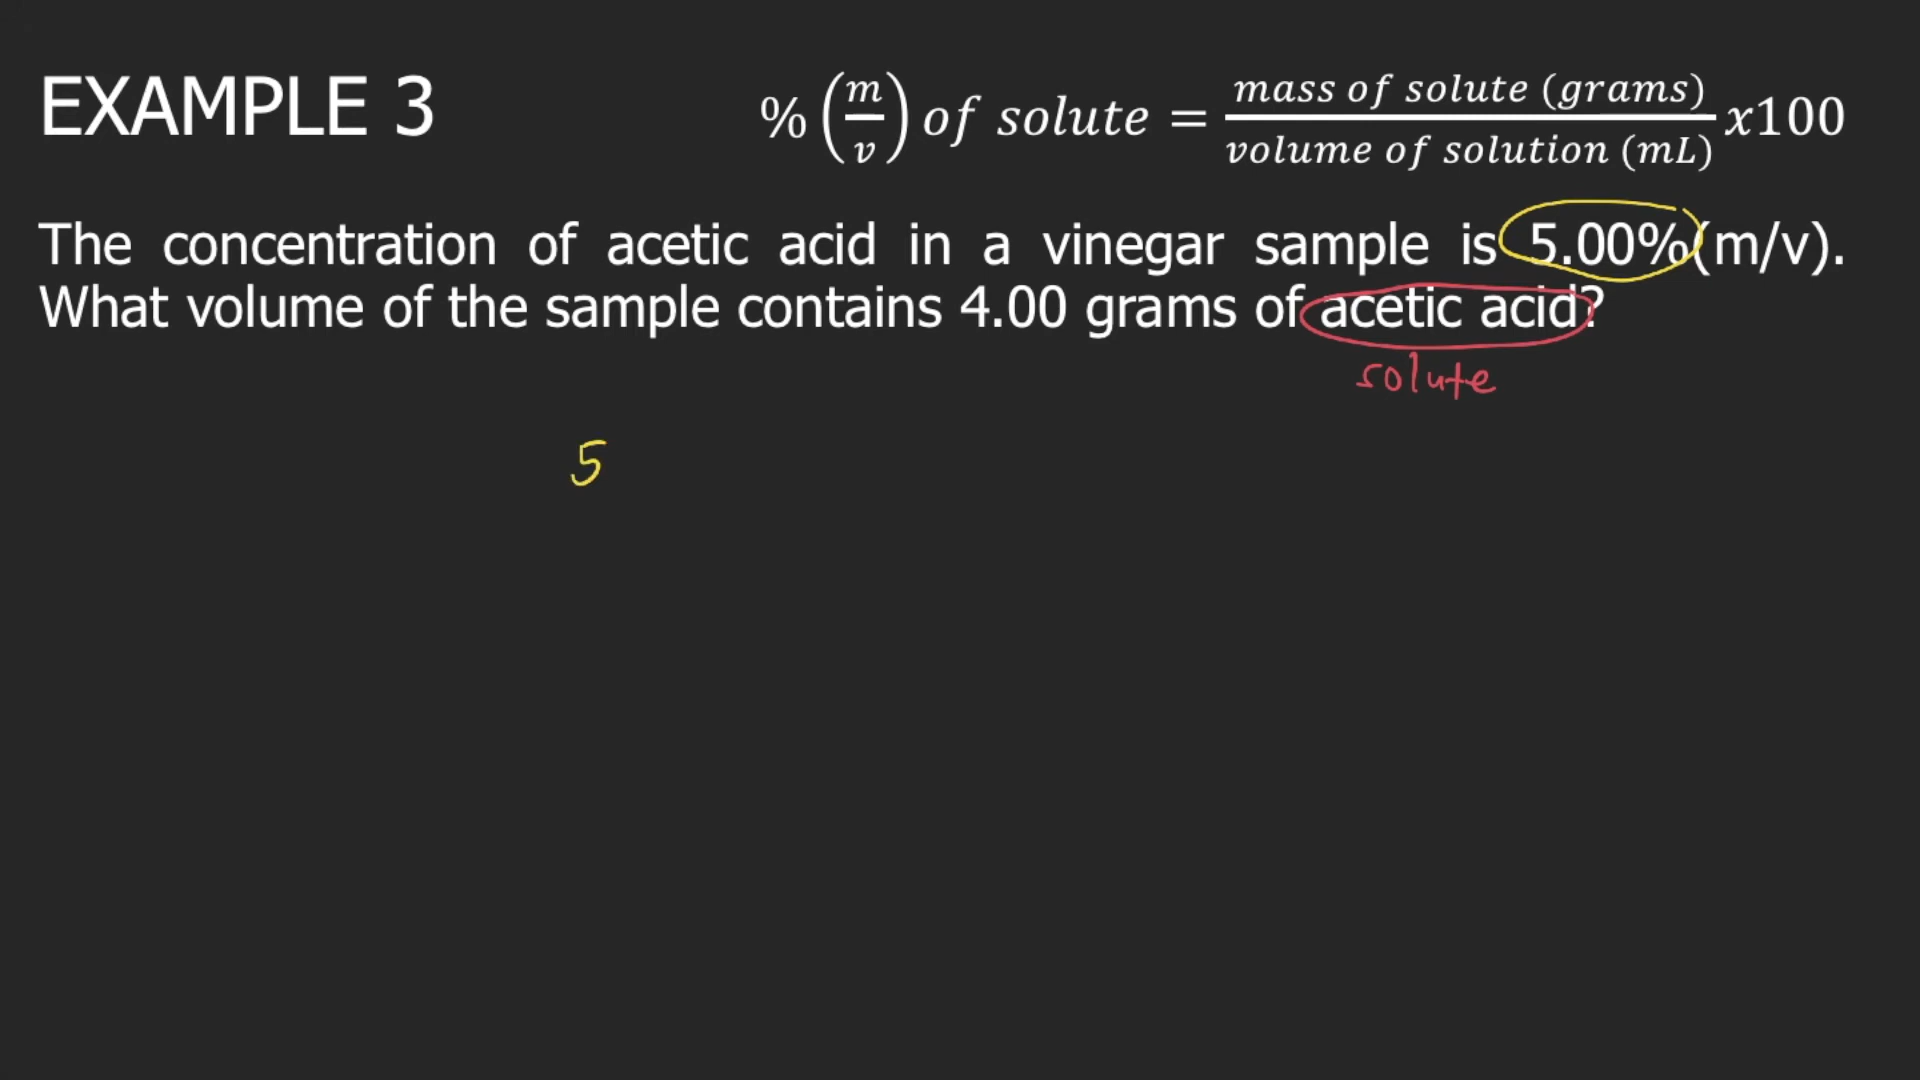 EXAMPLE 3
% (m/v) of solute = mass of solute (grams) / volume of solution (mL) x100
The concentration of acetic acid in a vinegar sample is 5.00%(m/v).
What volume of the sample contains 4.00 grams of acetic acid?
solute
5